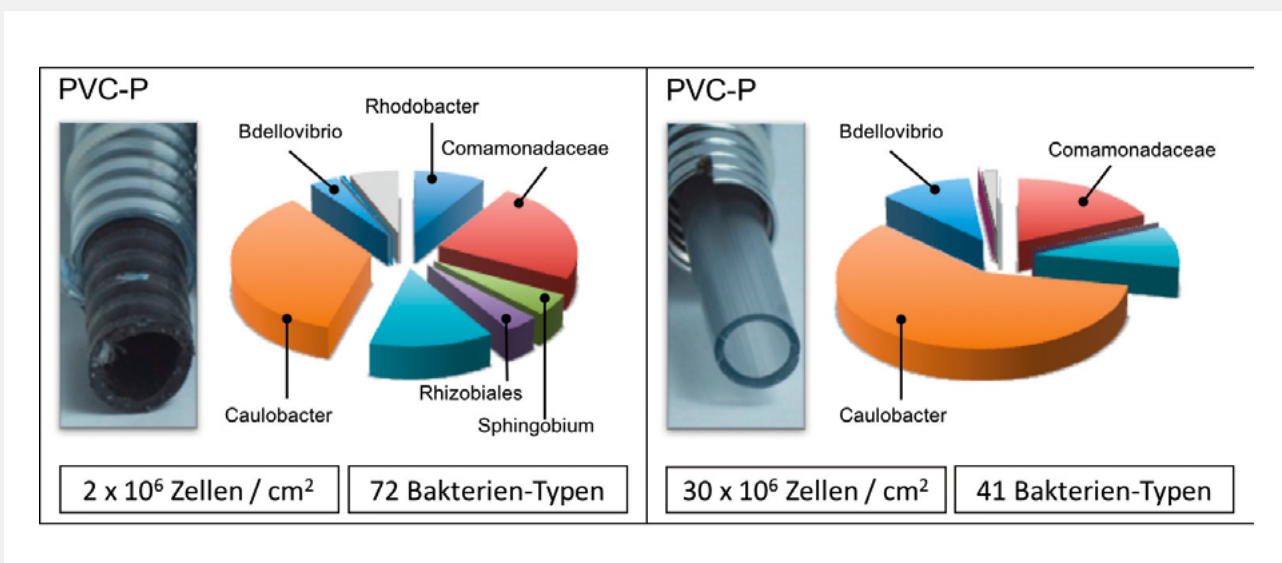 PVC-P
Rhodobacter
Bdellovibrio
Comamonadaceae
Rhizobiales
Caulobacter
Sphingobium
2 x 10⁶ Zellen / cm²
72 Bakterien-Typen
PVC-P
Bdellovibrio
Comamonadaceae
Caulobacter
30 x 10⁶ Zellen / cm²
41 Bakterien-Typen